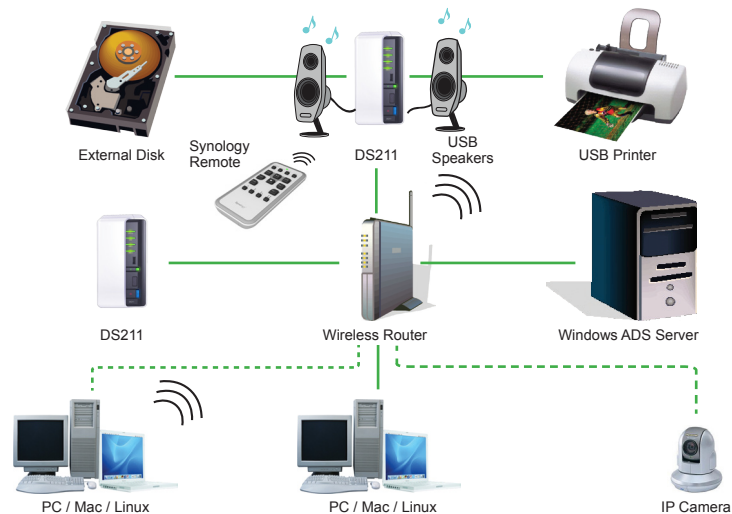 External Disk
Synology
Remote
DS211
USB
Speakers
USB Printer
DS211
Wireless Router
Windows ADS Server
PC / Mac / Linux
PC / Mac / Linux
IP Camera